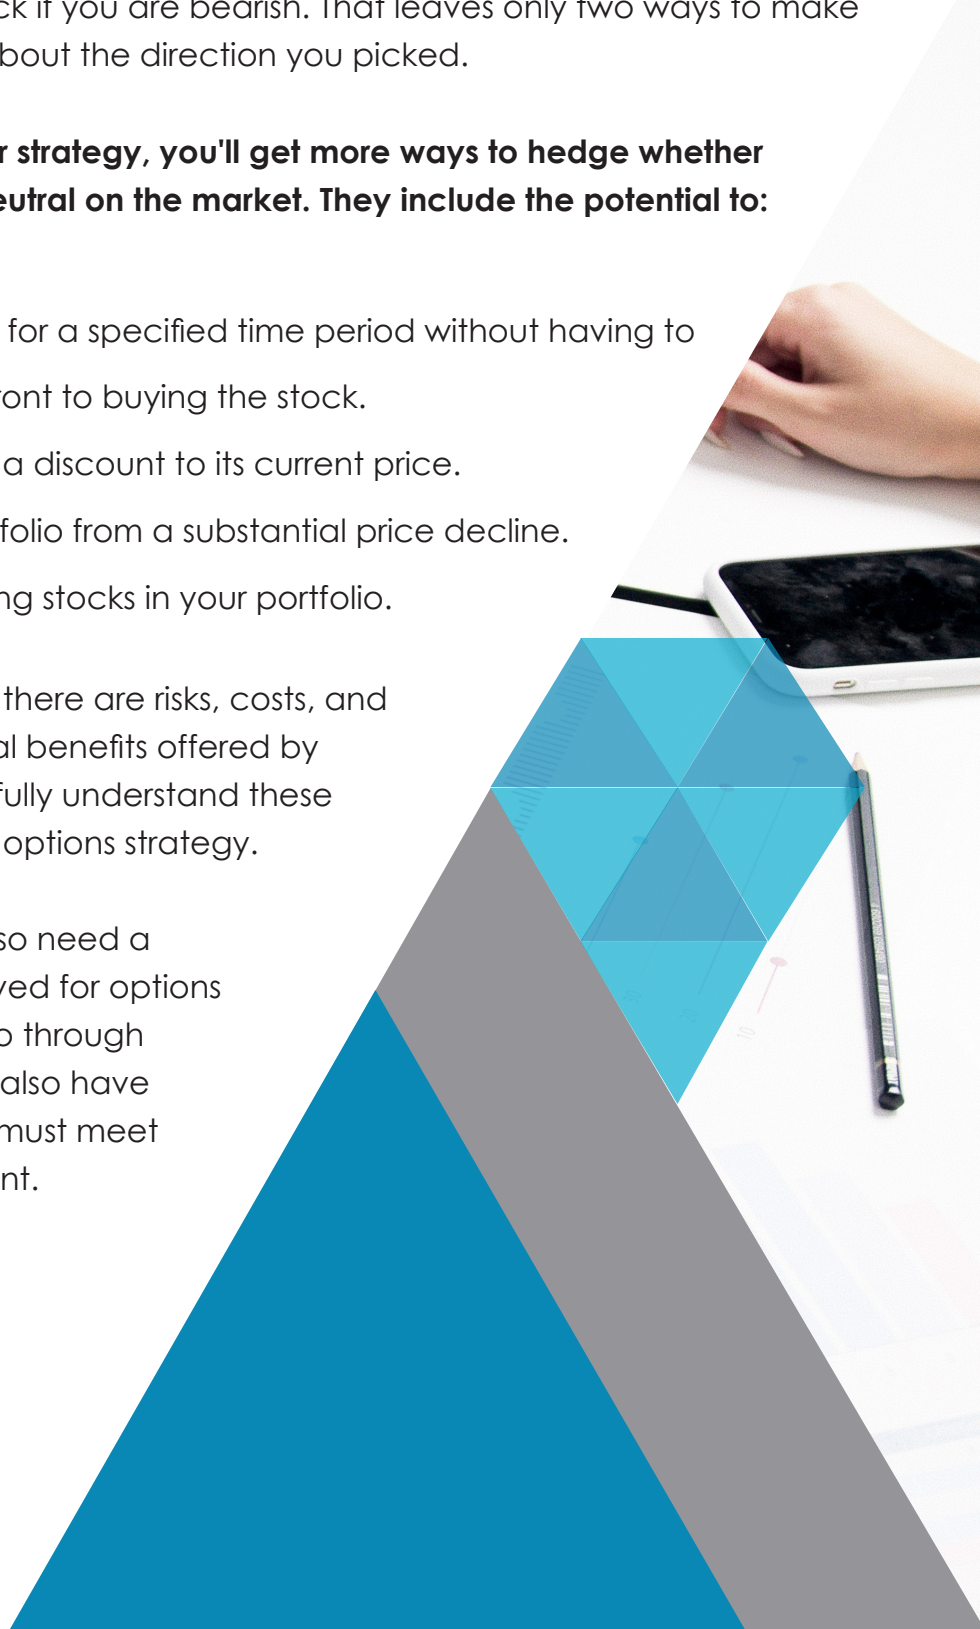 ck if you are bearish. That leaves only two ways to make
bout the direction you picked.
r strategy, you'll get more ways to hedge whether
eutral on the market. They include the potential to:
for a specified time period without having to
ront to buying the stock.
a discount to its current price.
folio from a substantial price decline.
ng stocks in your portfolio.
there are risks, costs, and
al benefits offered by
fully understand these
options strategy.
so need a
ved for options
o through
also have
must meet
nt.
10